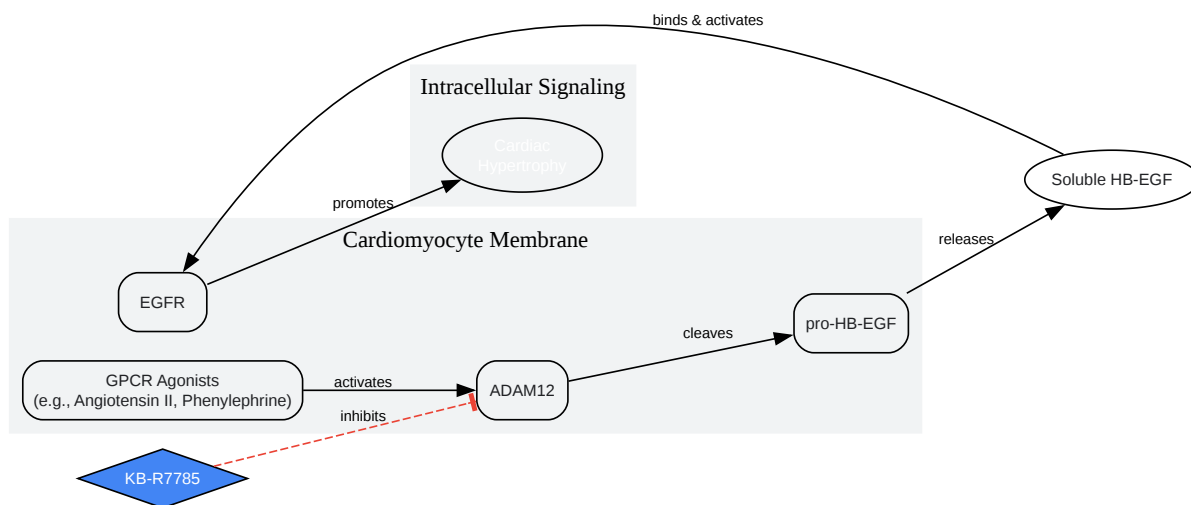 binds & activates
Intracellular Signaling
Cardiac
Hypertrophy
Soluble HB-EGF
promotes
Cardiomyocyte Membrane
releases
EGFR
pro-HB-EGF
cleaves
GPCR Agonists
(e.g., Angiotensin II, Phenylephrine)
activates
ADAM12
inhibits
KB-R7785